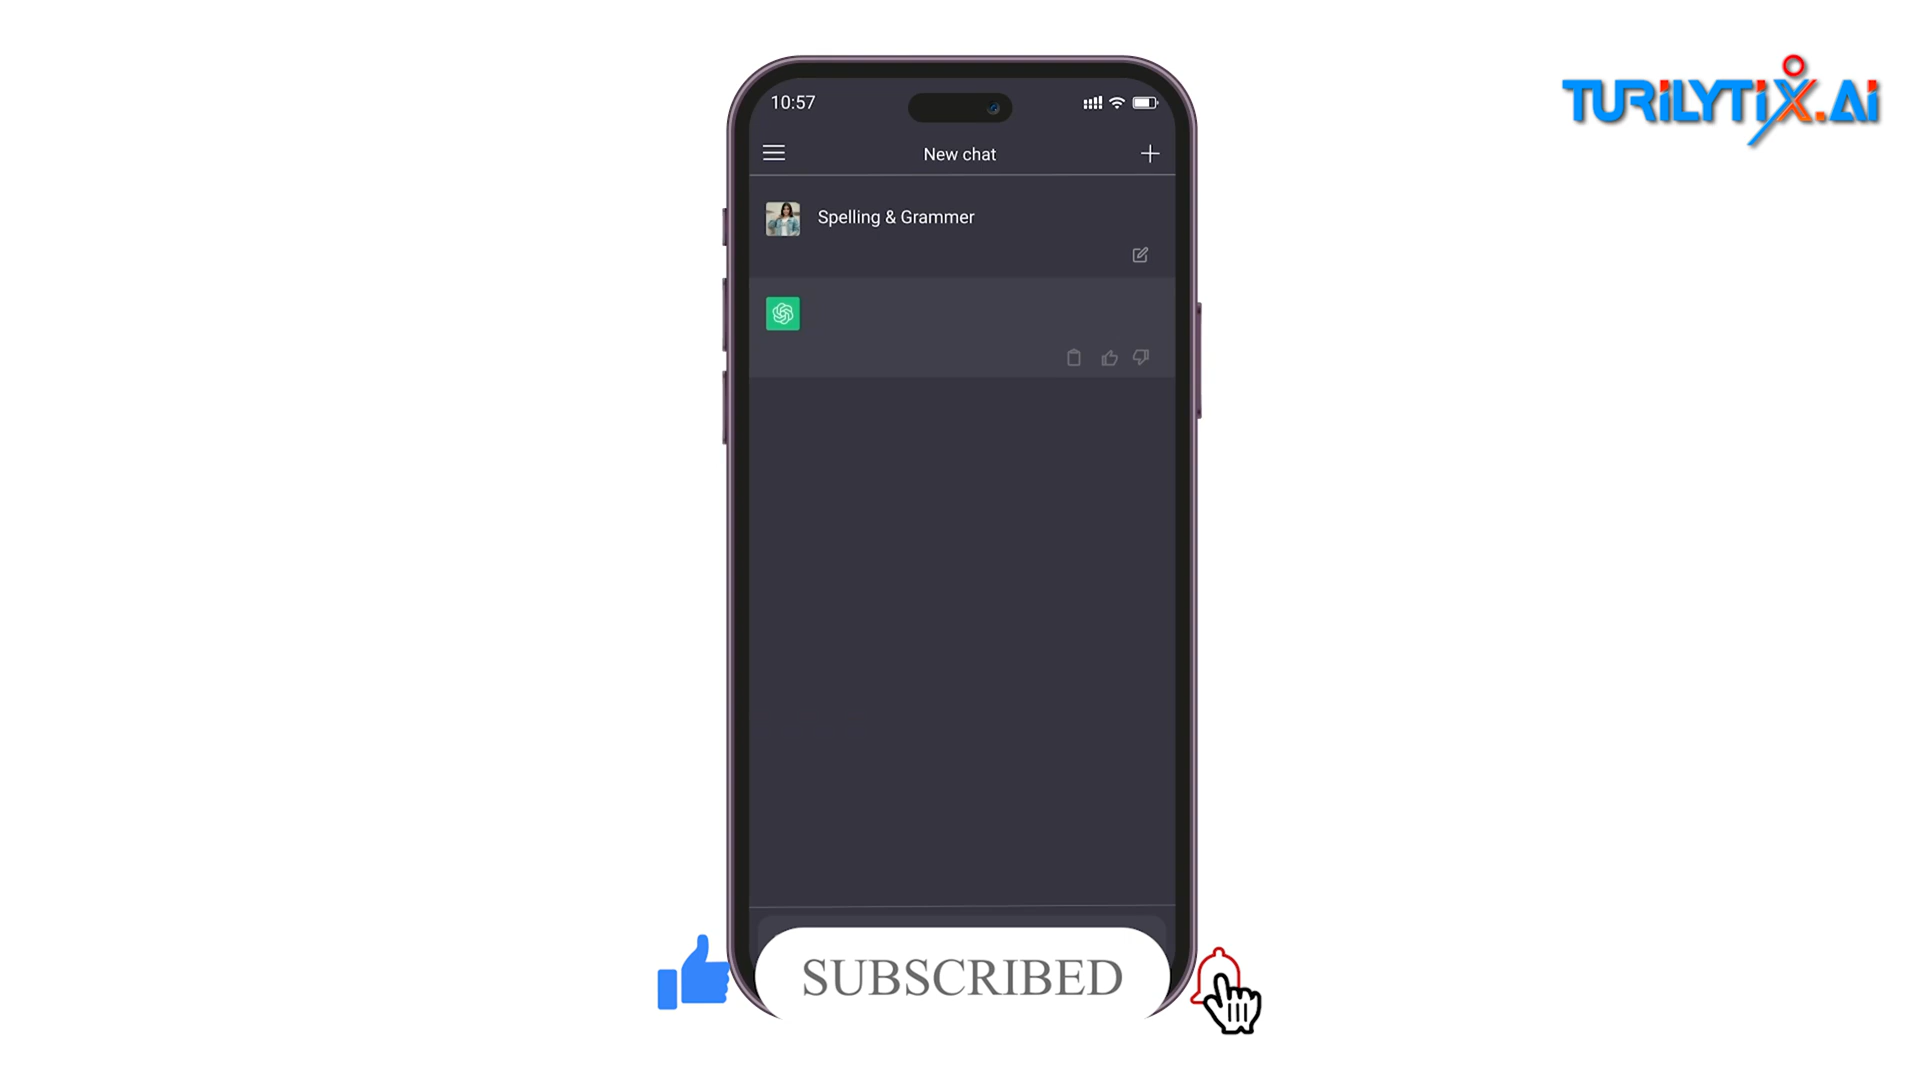 10:57
TURiLYTiX.Ai
New chat
Spelling & Grammer
SUBSCRIBED